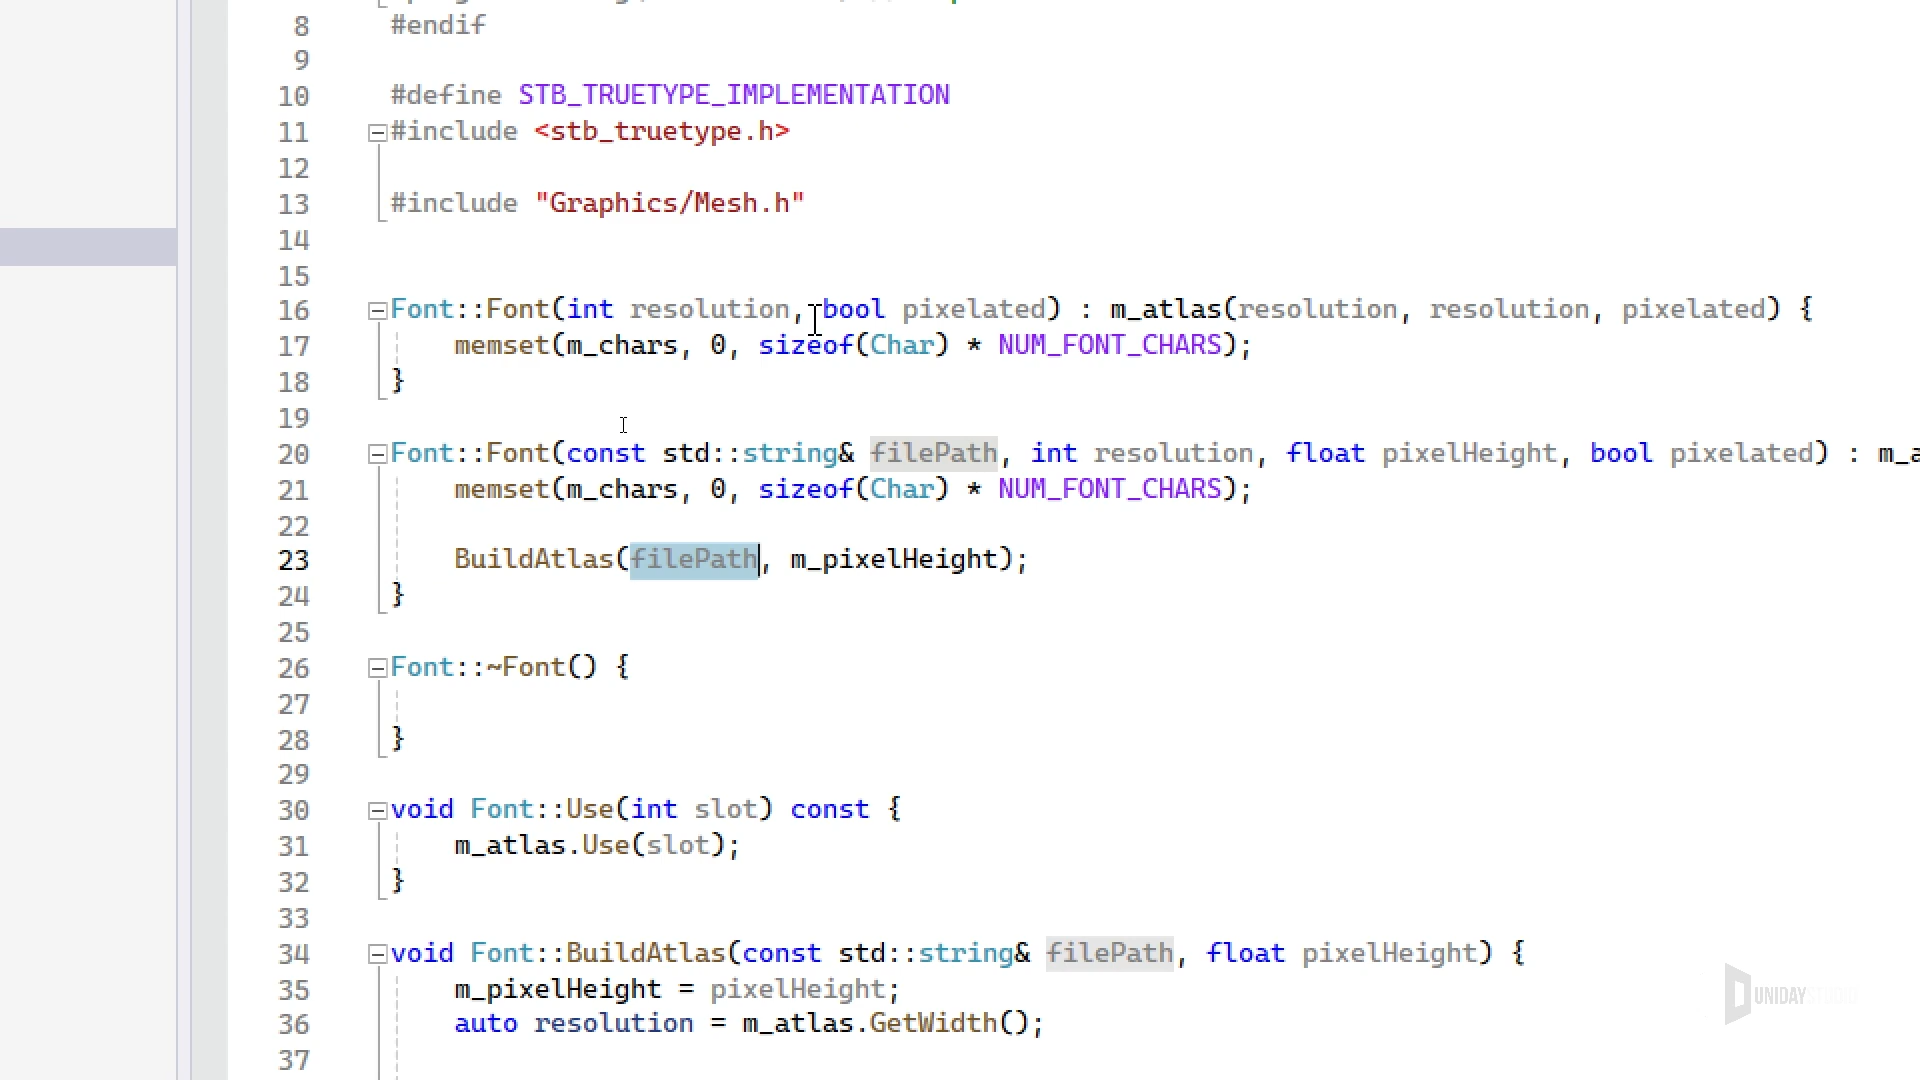 8 #endif
9
10 #define STB_TRUETYPE_IMPLEMENTATION
11 #include <stb_truetype.h>
12
13 #include "Graphics/Mesh.h"
14
15
16 Font::Font(int resolution, bool pixelated) : m_atlas(resolution, resolution, pixelated) {
17 memset(m_chars, 0, sizeof(Char) * NUM_FONT_CHARS);
18 }
19
20 Font::Font(const std::string& filePath, int resolution, float pixelHeight, bool pixelated) : m_a
21 memset(m_chars, 0, sizeof(Char) * NUM_FONT_CHARS);
22
23 BuildAtlas(filePath, m_pixelHeight);
24 }
25
26 Font::~Font() {
27
28 }
29
30 void Font::Use(int slot) const {
31 m_atlas.Use(slot);
32 }
33
34 void Font::BuildAtlas(const std::string& filePath, float pixelHeight) {
35 m_pixelHeight = pixelHeight;
36 auto resolution = m_atlas.GetWidth();
37
UNIDAY